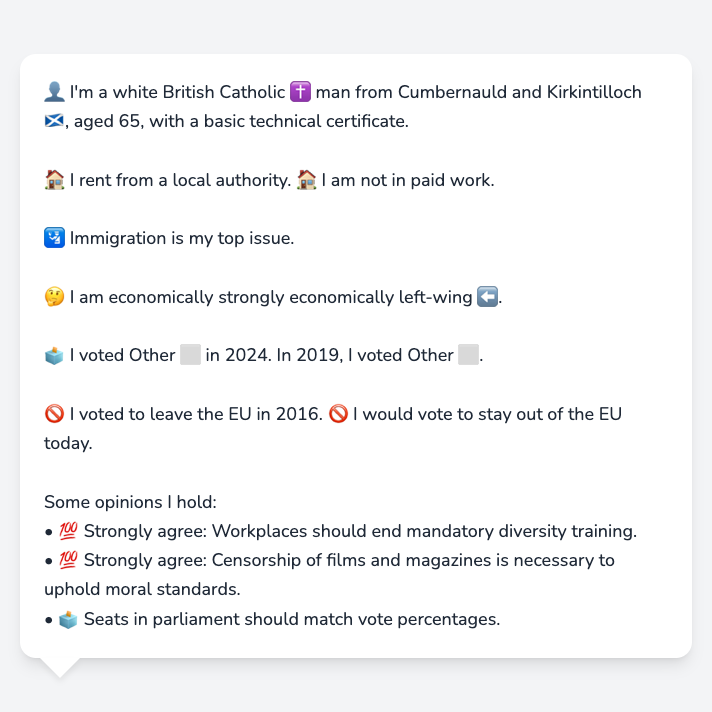 👤 I'm a white British Catholic ✝️ man from Cumbernauld and Kirkintilloch
🏴󠁧󠁢󠁳󠁣󠁴󠁿, aged 65, with a basic technical certificate.
🏠 I rent from a local authority. 🏠 I am not in paid work.
🛂 Immigration is my top issue.
🤔 I am economically strongly economically left-wing ⬅️.
🗳️ I voted Other ⬜ in 2024. In 2019, I voted Other ⬜.
🚫 I voted to leave the EU in 2016. 🚫 I would vote to stay out of the EU
today.
Some opinions I hold:
• 💯 Strongly agree: Workplaces should end mandatory diversity training.
• 💯 Strongly agree: Censorship of films and magazines is necessary to
uphold moral standards.
• 🗳️ Seats in parliament should match vote percentages.